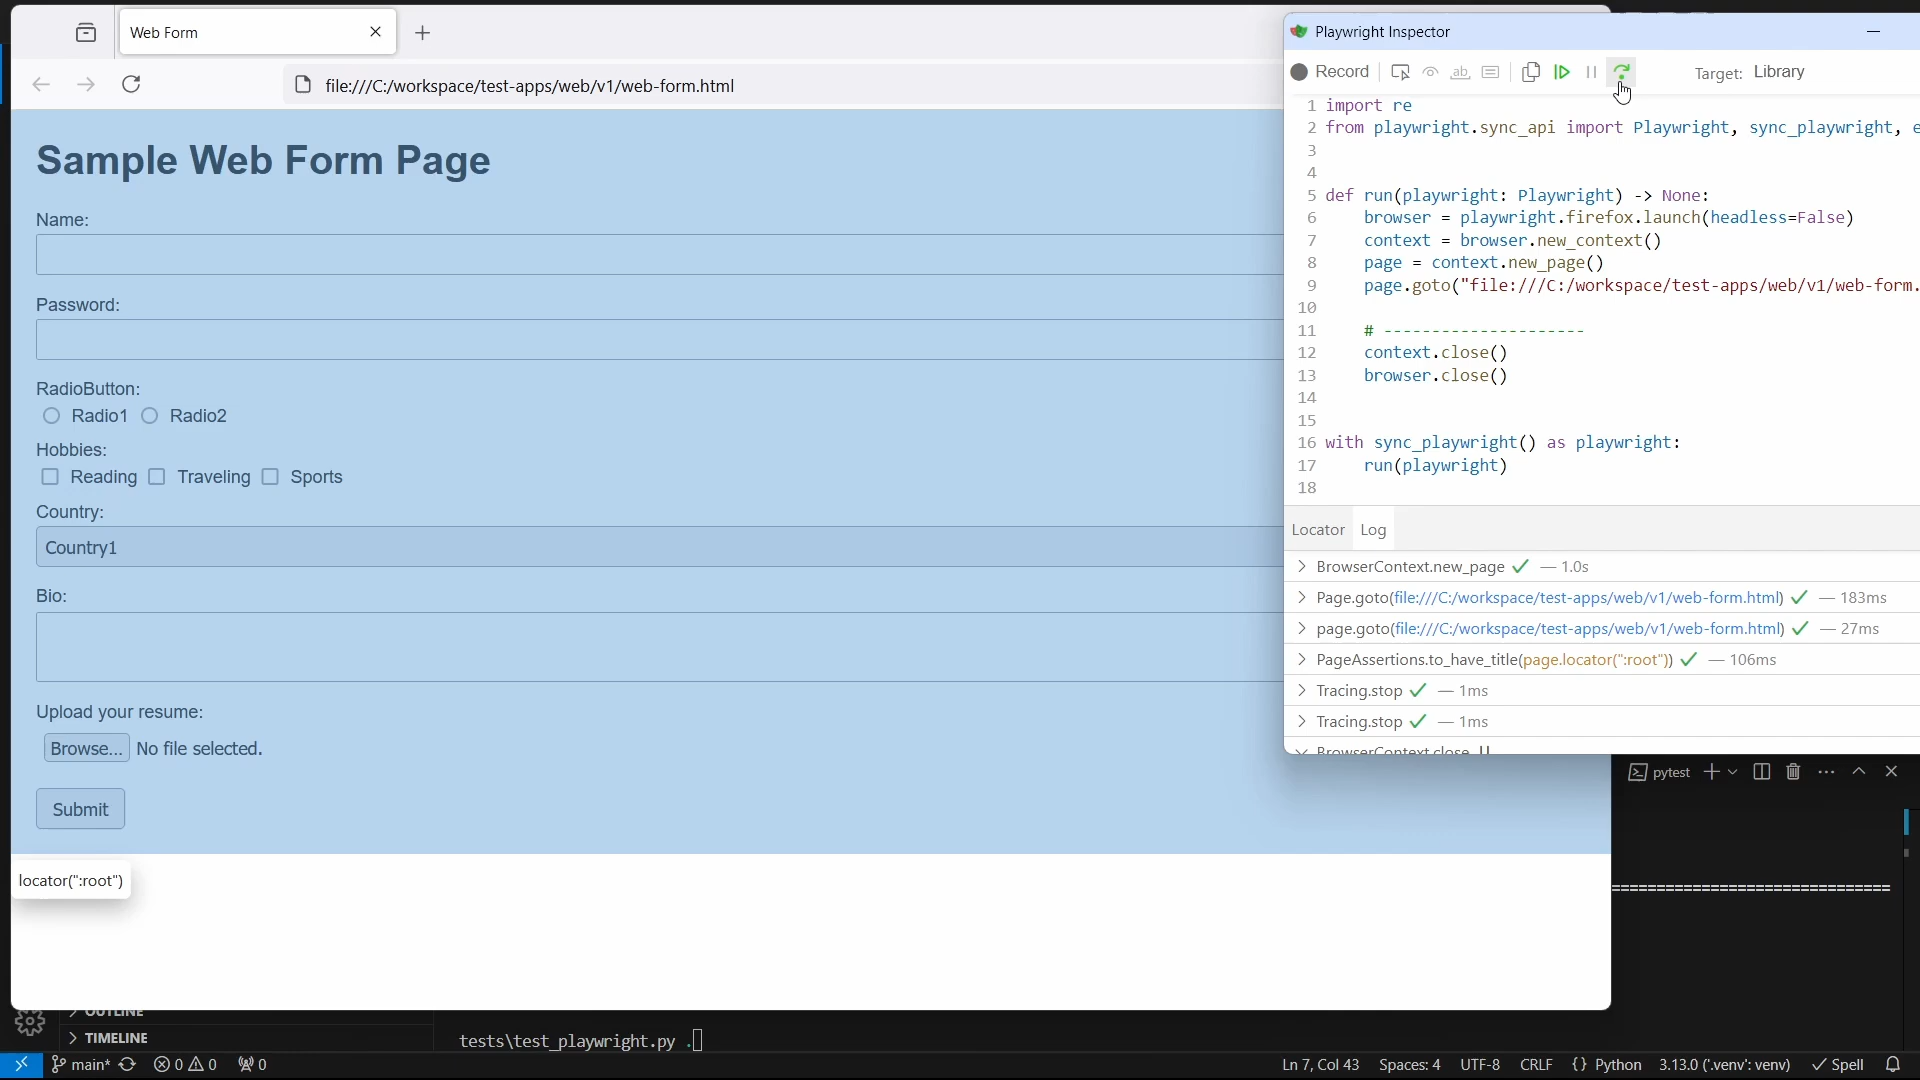 Web Form
file:///C:/workspace/test-apps/web/v1/web-form.html
Sample Web Form Page
Name:
Password:
RadioButton:
Radio1 Radio2
Hobbies:
Reading Traveling Sports
Country:
Country1
Bio:
Upload your resume:
Browse... No file selected.
Submit
locator(":root")
Playwright Inspector
Record Target: Library
1 import re
2 from playwright.sync_api import Playwright, sync_playwright, e
3
4
5 def run(playwright: Playwright) -> None:
6 browser = playwright.firefox.launch(headless=False)
7 context = browser.new_context()
8 page = context.new_page()
9 page.goto("file:///C:/workspace/test-apps/web/v1/web-form.
10
11 # ---------------------
12 context.close()
13 browser.close()
14
15
16 with sync_playwright() as playwright:
17 run(playwright)
18
Locator Log
BrowserContext.new_page ✓ — 1.0s
Page.goto(file:///C:/workspace/test-apps/web/v1/web-form.html) ✓ — 183ms
page.goto(file:///C:/workspace/test-apps/web/v1/web-form.html) ✓ — 27ms
PageAssertions.to_have_title(page.locator(":root")) ✓ — 106ms
Tracing.stop ✓ — 1ms
Tracing.stop ✓ — 1ms
BrowserContext.close
pytest
=============================
OUTLINE
TIMELINE
tests\test_playwright.py .
main* 0 0 0 Ln 7, Col 43 Spaces: 4 UTF-8 CRLF {} Python 3.13.0 ('.venv': venv) ✓ Spell